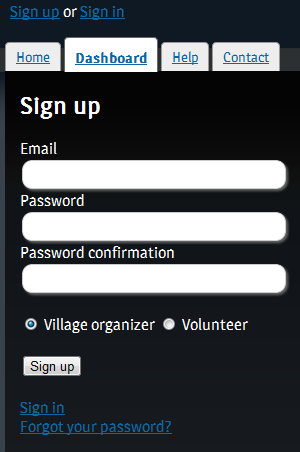 Sign up or Sign in
Home Dashboard Help Contact
Sign up
Email
Password
Password confirmation
Village organizer Volunteer
Sign up
Sign in
Forgot your password?